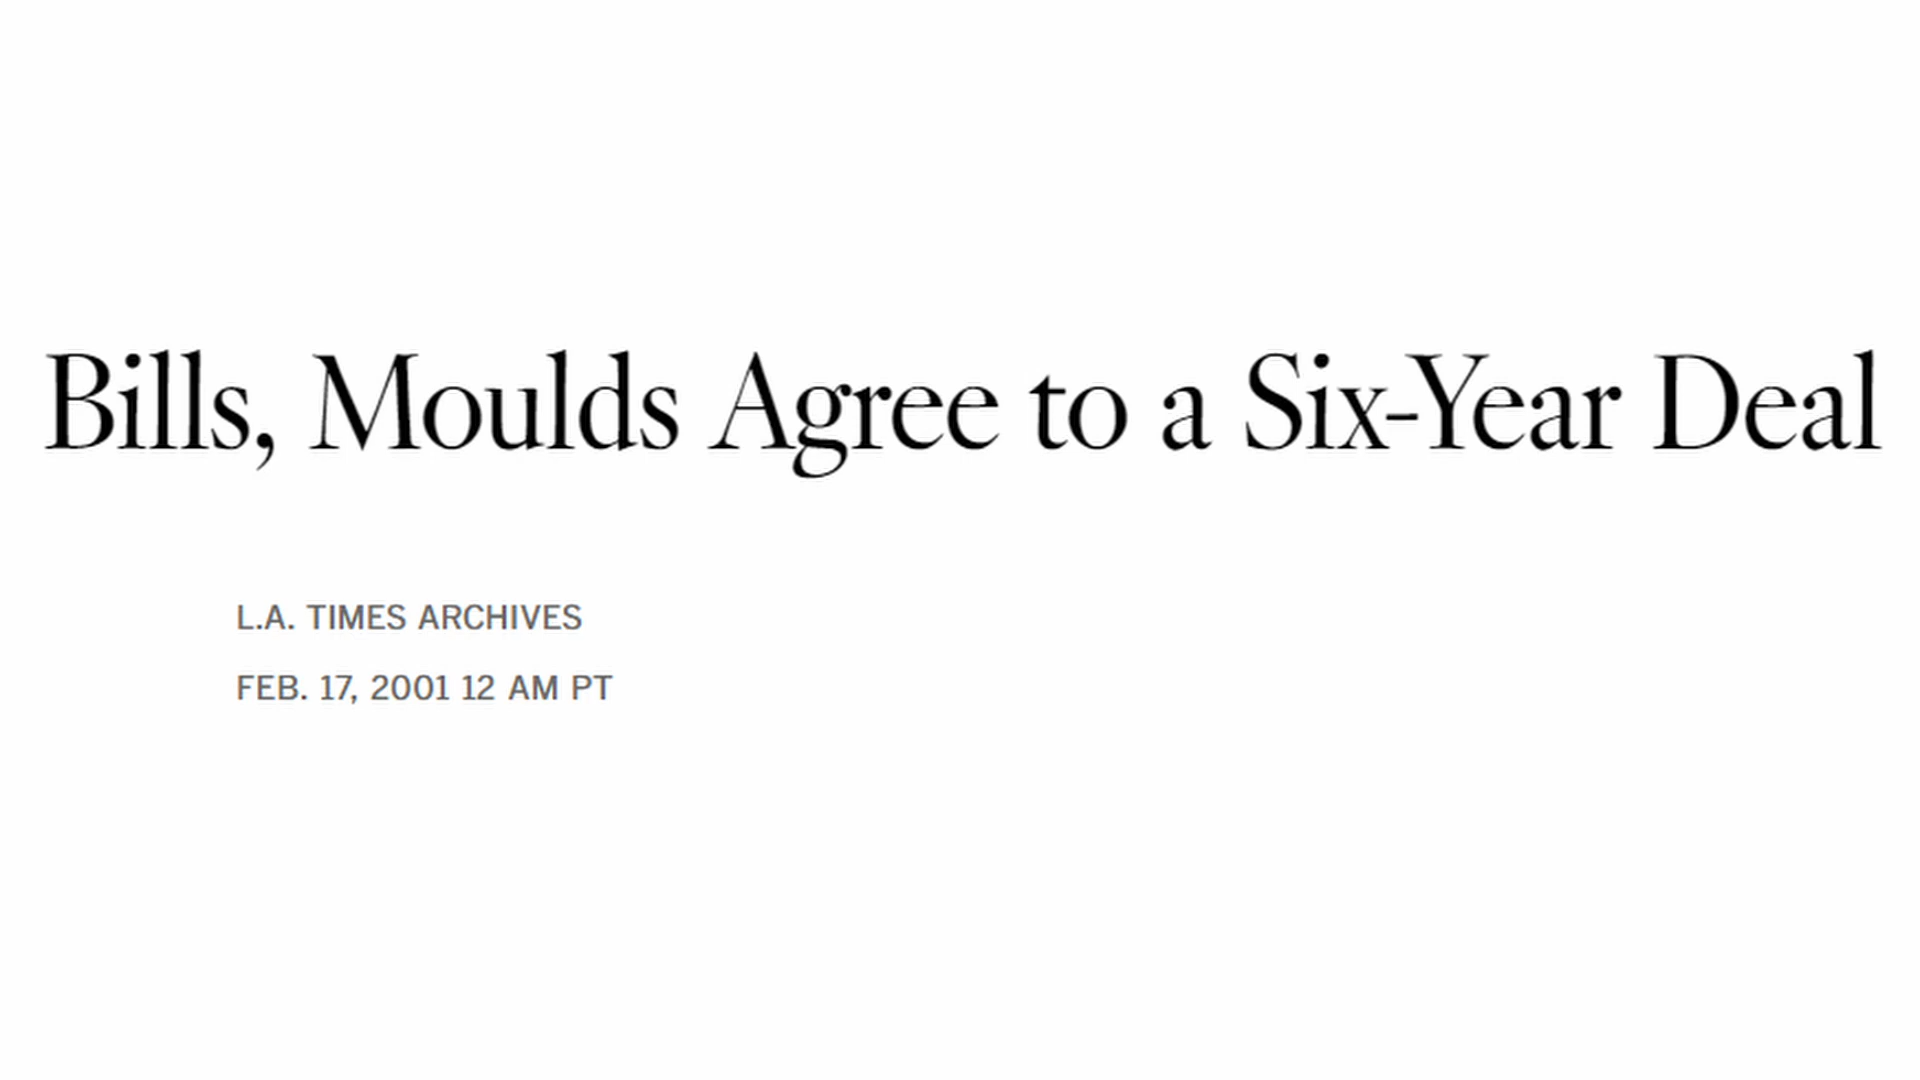 Bills, Moulds Agree to a Six-Year Deal
L.A. TIMES ARCHIVES
FEB. 17, 2001 12 AM PT